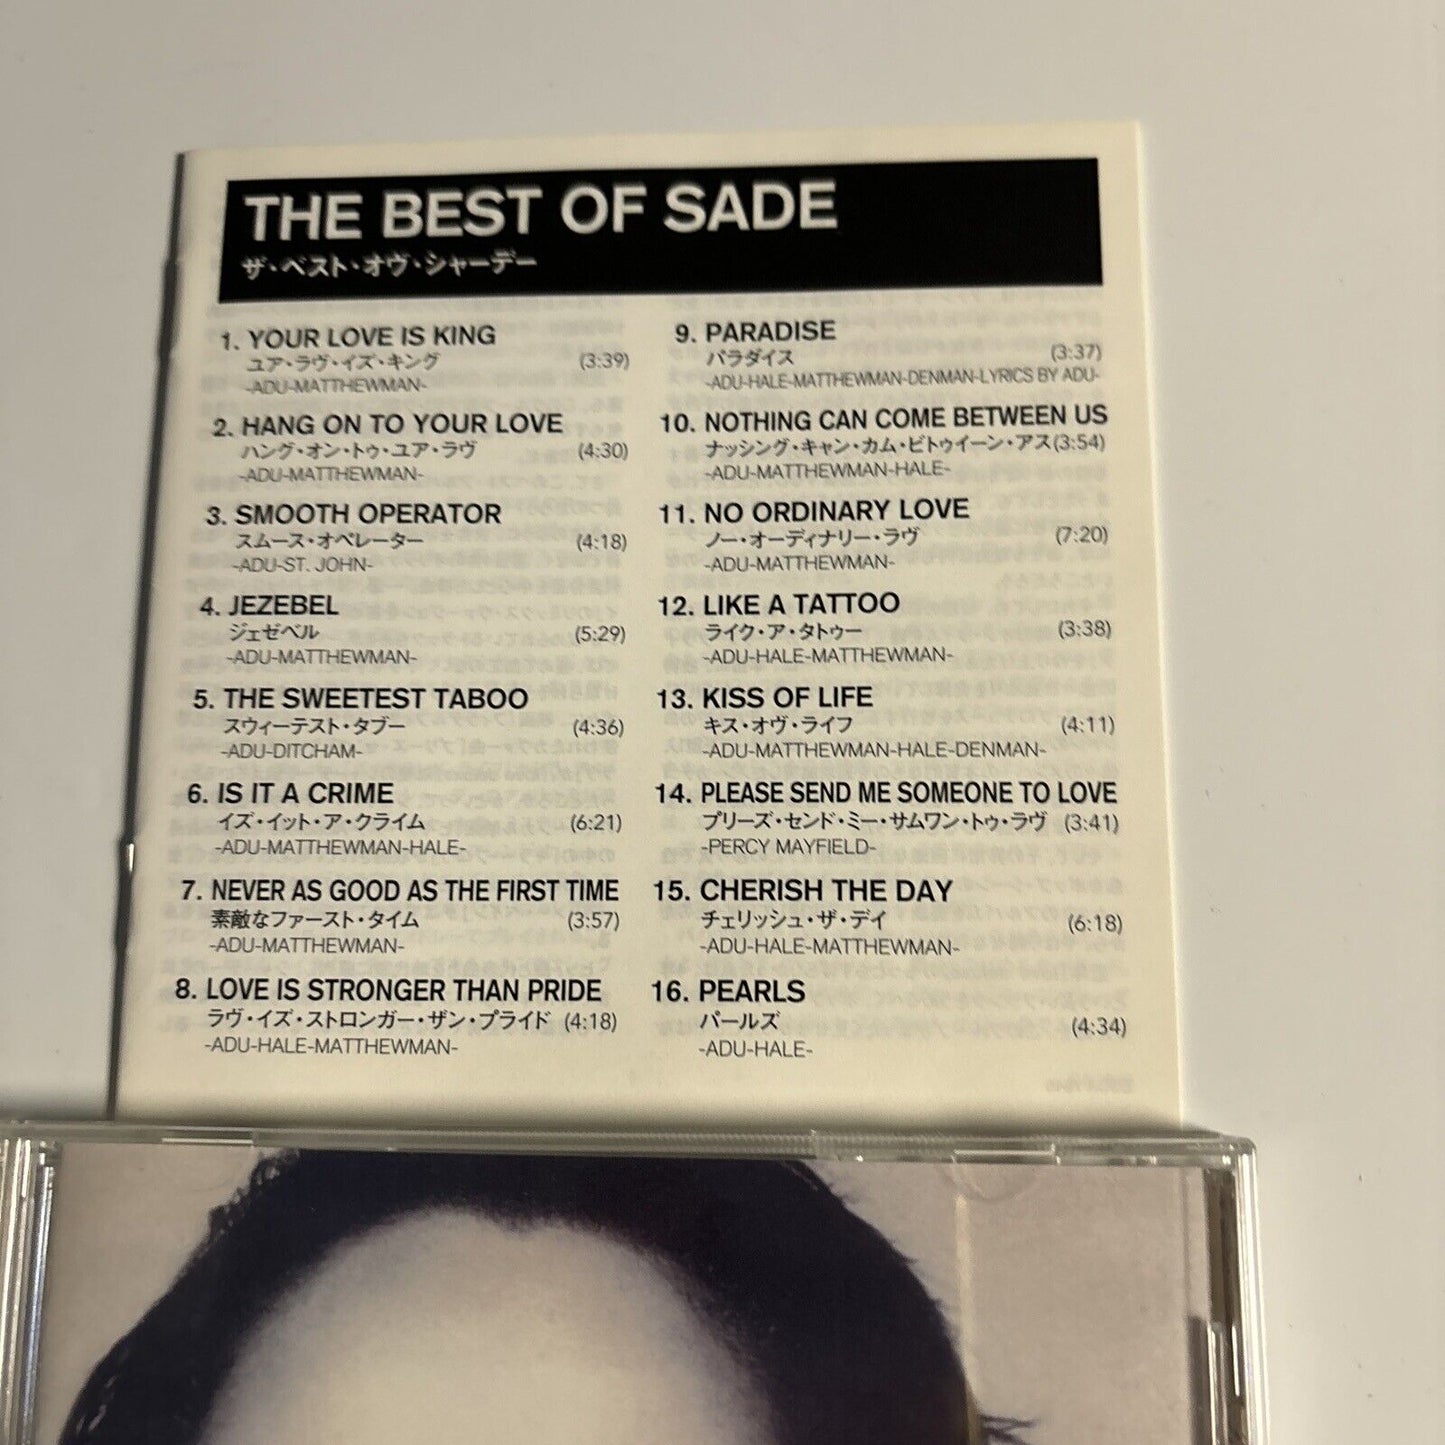 THE BEST OF SADE
ザ・ベスト・オヴ・シャーデー
1. YOUR LOVE IS KING
ユア・ラヴ・イズ・キング (3:39)
-ADU-MATTHEWMAN-
2. HANG ON TO YOUR LOVE
ハング・オン・トゥ・ユア・ラヴ (4:30)
-ADU-MATTHEWMAN-
3. SMOOTH OPERATOR
スムース・オペレーター (4:18)
-ADU-ST. JOHN-
4. JEZEBEL
ジェゼベル (5:29)
-ADU-MATTHEWMAN-
5. THE SWEETEST TABOO
スウィーテスト・タブー (4:36)
-ADU-DITCHAM-
6. IS IT A CRIME
イズ・イット・ア・クライム (6:21)
-ADU-MATTHEWMAN-HALE-
7. NEVER AS GOOD AS THE FIRST TIME
素敵なファースト・タイム (3:57)
-ADU-MATTHEWMAN-
8. LOVE IS STRONGER THAN PRIDE
ラヴ・イズ・ストロンガー・ザン・プライド (4:18)
-ADU-HALE-MATTHEWMAN-
9. PARADISE
パラダイス (3:37)
-ADU-HALE-MATTHEWMAN-DENMAN-LYRICS BY ADU-
10. NOTHING CAN COME BETWEEN US
ナッシング・キャン・カム・ビトゥイーン・アス(3:54)
-ADU-MATTHEWMAN-HALE-
11. NO ORDINARY LOVE
ノー・オーディナリー・ラヴ (7:20)
-ADU-MATTHEWMAN-
12. LIKE A TATTOO
ライク・ア・タトゥー (3:38)
-ADU-HALE-MATTHEWMAN-
13. KISS OF LIFE
キス・オヴ・ライフ (4:11)
-ADU-MATTHEWMAN-HALE-DENMAN-
14. PLEASE SEND ME SOMEONE TO LOVE
プリーズ・センド・ミー・サムワン・トゥ・ラヴ (3:41)
-PERCY MAYFIELD-
15. CHERISH THE DAY
チェリッシュ・ザ・デイ (6:18)
-ADU-HALE-MATTHEWMAN-
16. PEARLS
パールズ (4:34)
-ADU-HALE-